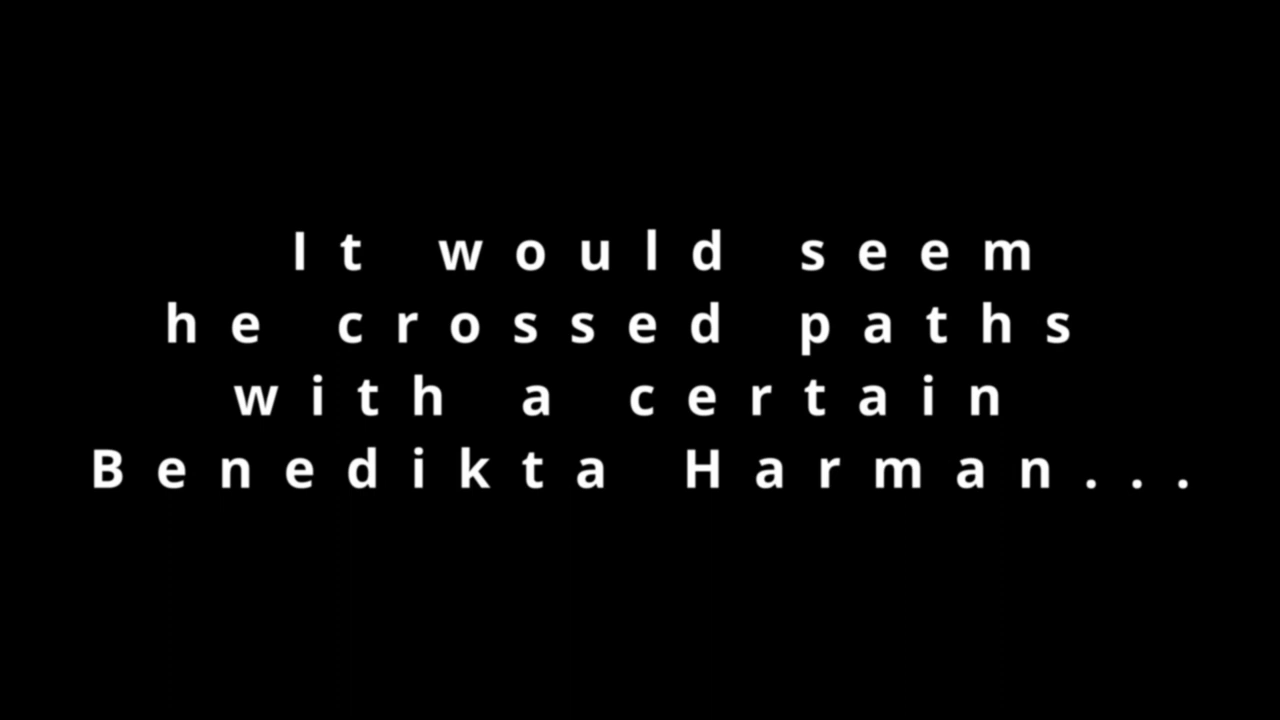 It would seem
he crossed paths
with a certain
Benedikta Harman...